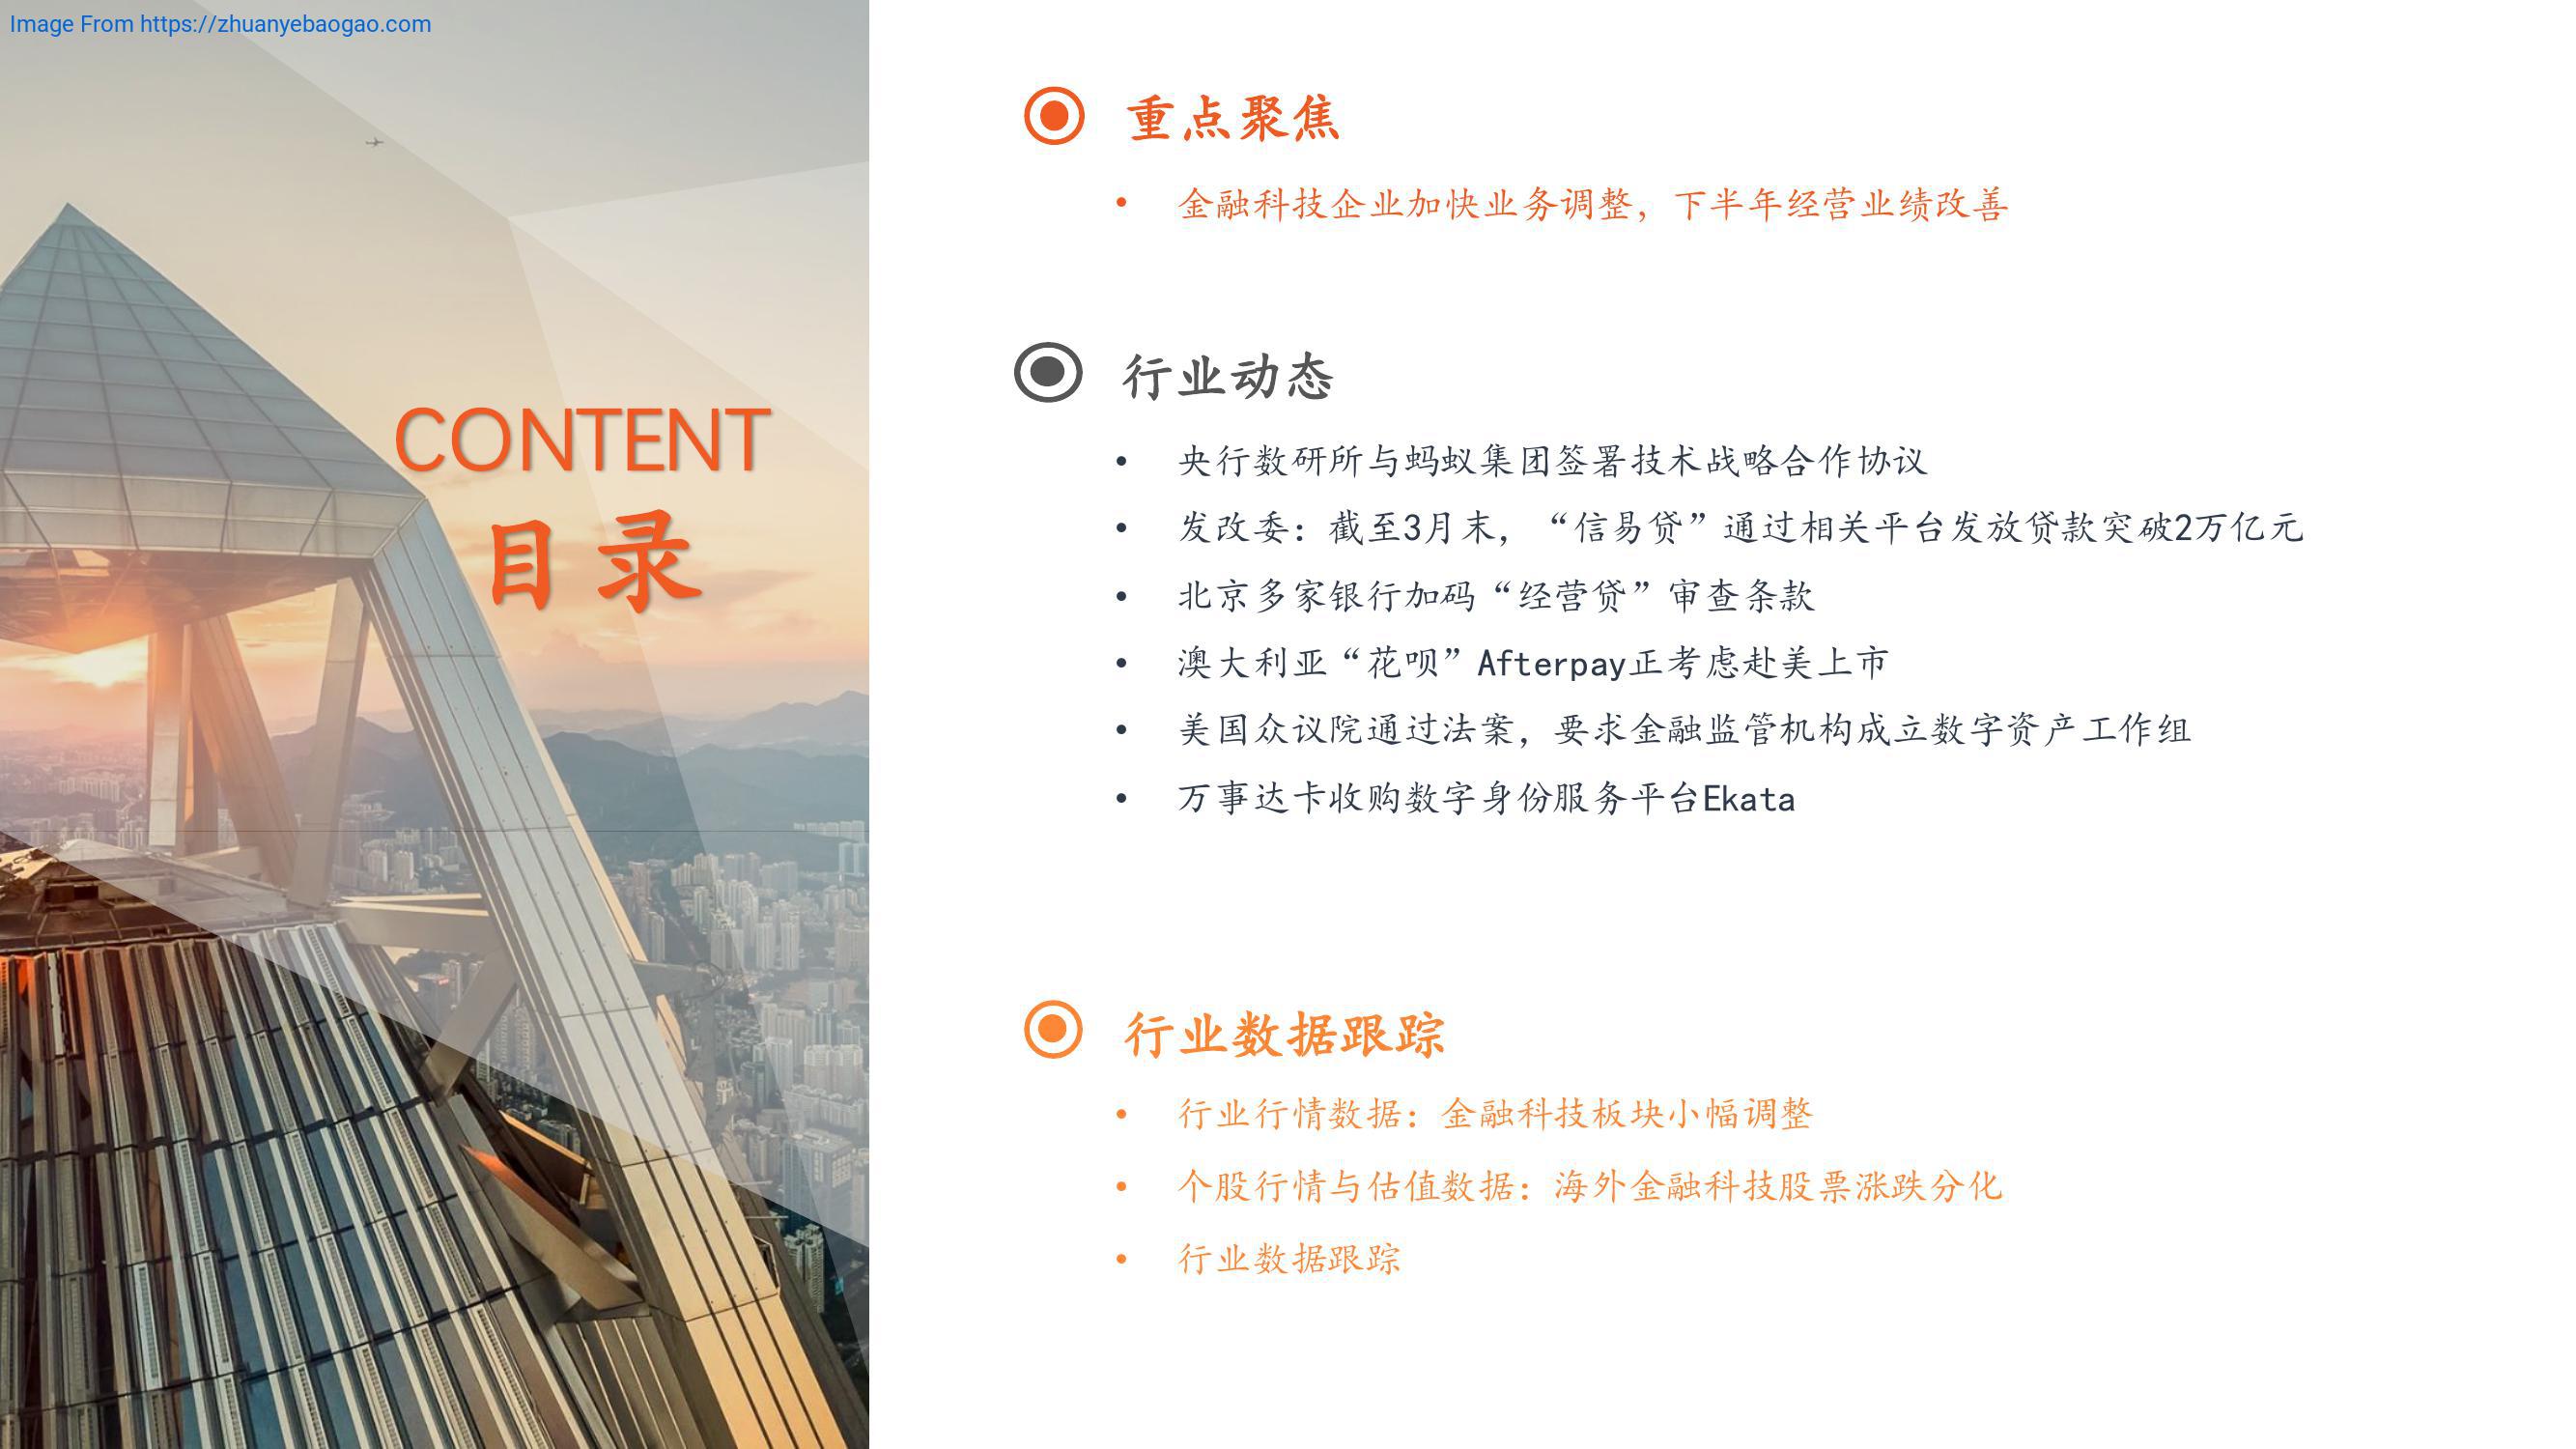 Image From https://zhuanyebaogao.com
CONTENT
目录
重点聚焦
• 金融科技企业加快业务调整，下半年经营业绩改善
行业动态
• 央行数研所与蚂蚁集团签署技术战略合作协议
• 发改委：截至3月末，“信易贷”通过相关平台发放贷款突破2万亿元
• 北京多家银行加码“经营贷”审查条款
• 澳大利亚“花呗”Afterpay正考虑赴美上市
• 美国众议院通过法案，要求金融监管机构成立数字资产工作组
• 万事达卡收购数字身份服务平台Ekata
行业数据跟踪
• 行业行情数据：金融科技板块小幅调整
• 个股行情与估值数据：海外金融科技股票涨跌分化
• 行业数据跟踪